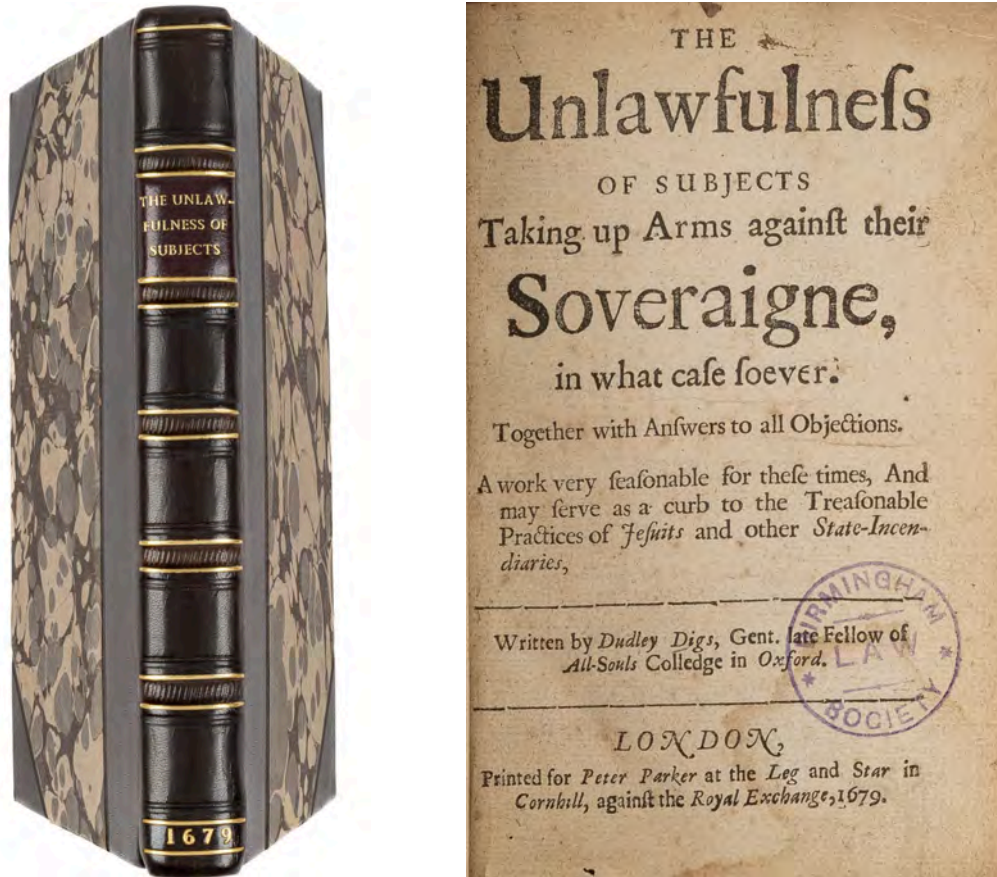 THE UNLAW-
FULNESS OF
SUBJECTS
1679
THE
Unlawfulneſs
OF SUBJECTS
Taking up Arms againſt their
Soveraigne,
in what caſe ſoever.
Together with Anſwers to all Objections.
A work very ſeaſonable for theſe times, And
may ſerve as a curb to the Treaſonable
Practices of Jeſuits and other State-Incen-
diaries,
Written by Dudley Digs, Gent. late Fellow of
All-Souls Colledge in Oxford.
BIRMINGHAM
LAW
SOCIETY
LONDON,
Printed for Peter Parker at the Leg and Star in
Cornhill, againſt the Royal Exchange, 1679.